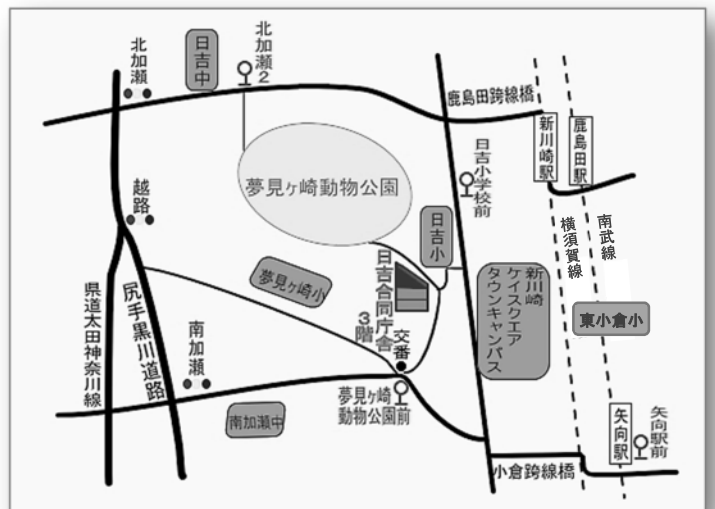 北加瀬
日吉中
北加瀬2
鹿島田跨線橋
新川崎駅
鹿島田駅
日吉小学校前
夢見ヶ崎動物公園
越路
日吉小
横須賀線
南武線
夢見ヶ崎小
日吉合同庁舎
3階
新川崎
ケイスクエア
タウンキャンパス
県道太田神奈川線
尻手黒川道路
南加瀬
交番
東小倉小
夢見ヶ崎
動物公園前
南加瀬中
矢向駅
矢向駅前
小倉跨線橋